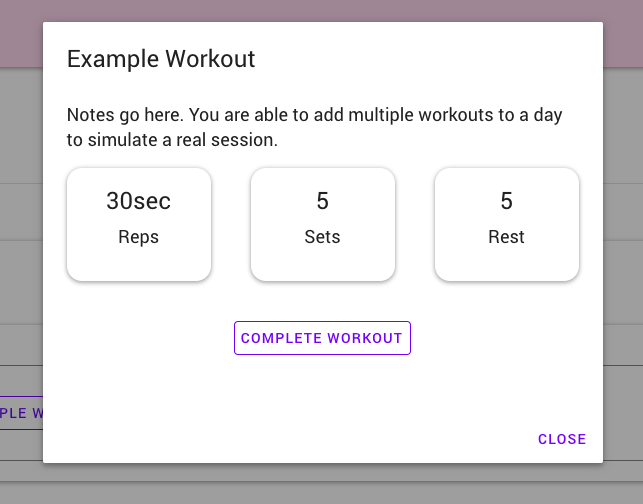 Example Workout
Notes go here. You are able to add multiple workouts to a day
to simulate a real session.
30sec
Reps
5
Sets
5
Rest
COMPLETE WORKOUT
PLE W
CLOSE